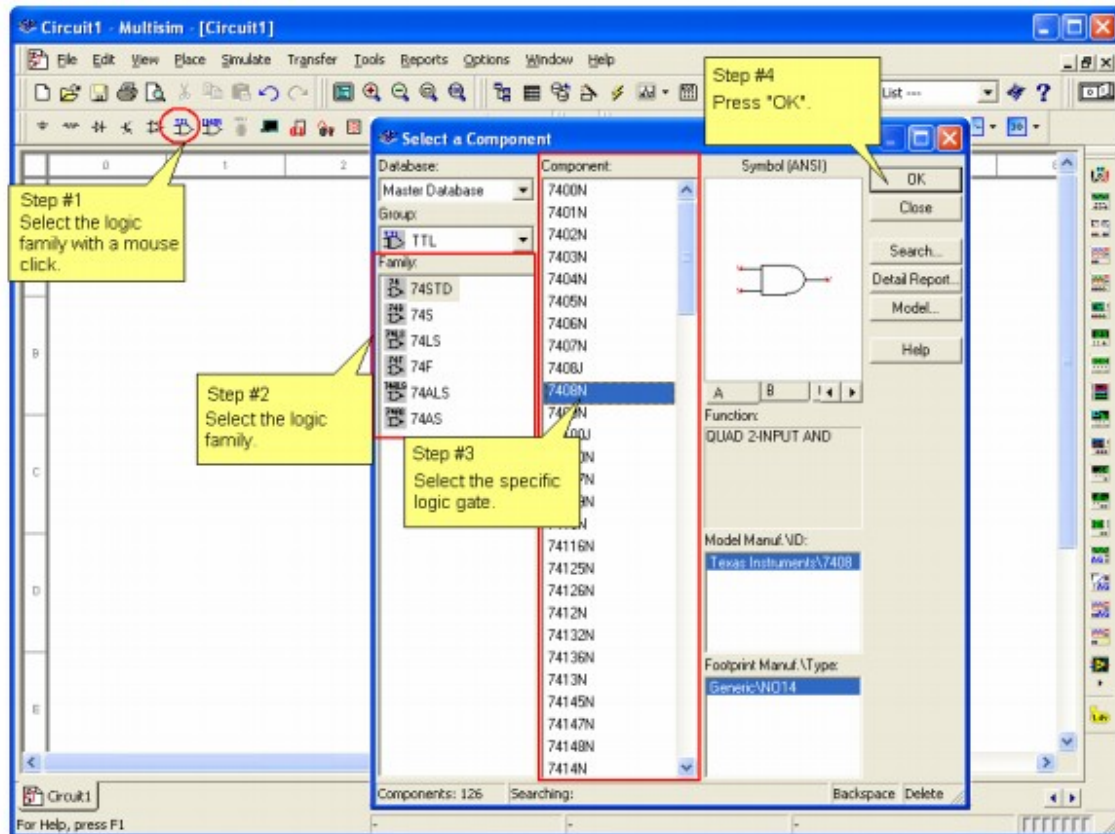 Circuit1 - Multisim - [Circuit1]
File Edit View Place Simulate Transfer Tools Reports Options Window Help
List ---
Step #1
Select the logic
family with a mouse
click.
Step #4
Press "OK".
Select a Component
Database:
Master Database
Group:
TTL
Family:
74STD
74S
74LS
74F
74ALS
74AS
Step #2
Select the logic
family.
Component:
7400N
7401N
7402N
7403N
7404N
7405N
7406N
7407N
7408J
7408N
Step #3
Select the specific
logic gate.
74116N
74125N
74126N
7412N
74132N
74136N
7413N
74145N
74147N
74148N
7414N
Symbol (ANSI)
A B
Function:
QUAD 2-INPUT AND
Model Manuf.\ID:
Texas Instruments\7408
Footprint Manuf.\Type:
Generic\NO14
OK
Close
Search...
Detail Report...
Model...
Help
Components: 126 Searching: Backspace Delete
0 1 2
B
C
D
E
Circuit1
For Help, press F1